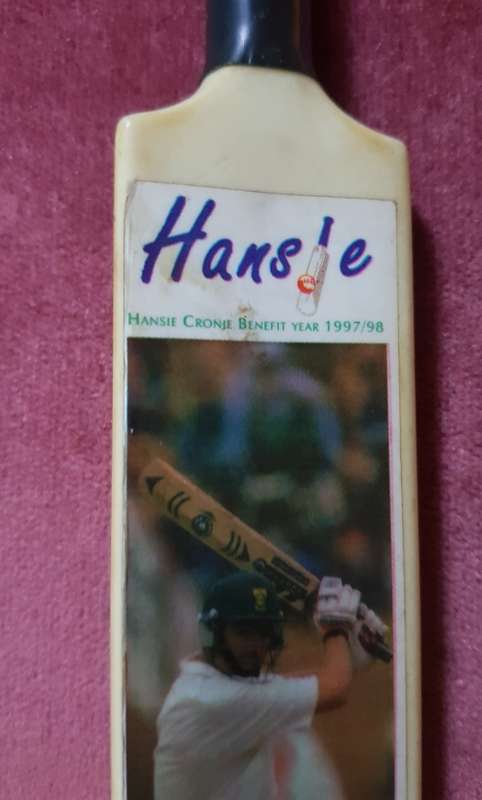 Hansie
HANSIE CRONJE BENEFIT YEAR 1997/98